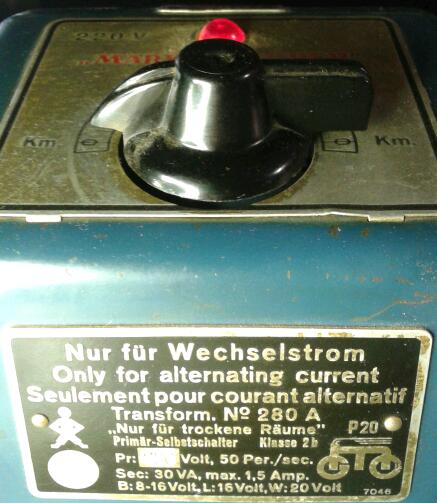 220 V
Km. Km.
Nur für Wechselstrom
Only for alternating current
Seulement pour courant alternatif
Transform. Nº 280 A
„Nur für trockene Räume" P20
Primär-Selbstschalter Klasse 2b
Pr: Volt, 50 Per./sec.
Sec: 30 VA, max. 1,5 Amp.
B: 8-16 Volt, L: 16 Volt, W: 20 Volt
7046